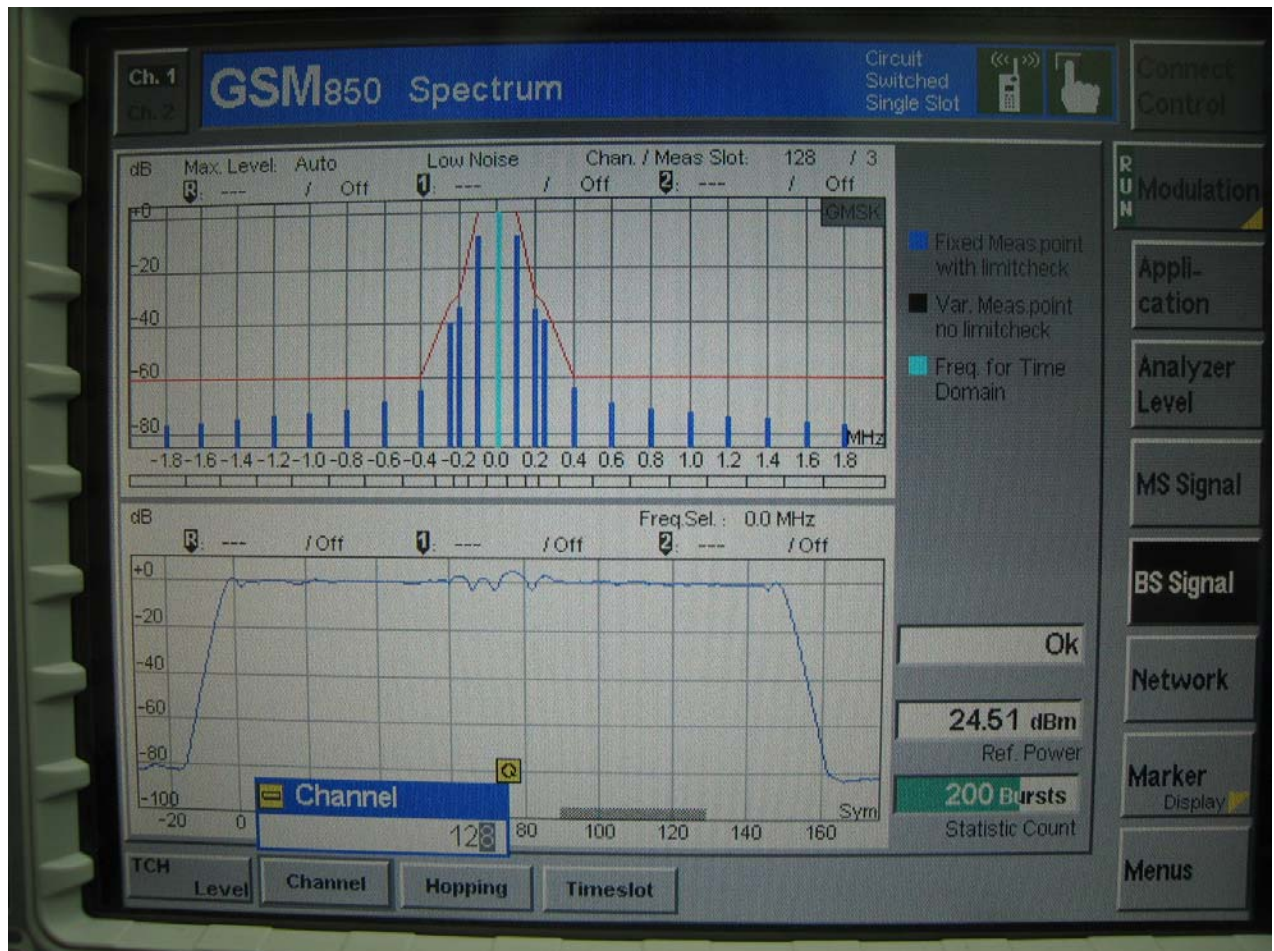 Ch. 1
Ch. 2
GSM850 Spectrum
Circuit
Switched
Single Slot
Connect
Control
dB Max. Level: Auto Low Noise Chan. / Meas Slot: 128 / 3
R: --- / Off 1: --- / Off 2: --- / Off
+0
GMSK
-20
-40
-60
-80
MHz
-1.8 -1.6 -1.4 -1.2 -1.0 -0.8 -0.6 -0.4 -0.2 0.0 0.2 0.4 0.6 0.8 1.0 1.2 1.4 1.6 1.8
Fixed Meas.point
with limitcheck
Var. Meas.point
no limitcheck
Freq. for Time
Domain
dB Freq.Sel. : 0.0 MHz
R: --- / Off 1: --- / Off 2: --- / Off
+0
-20
-40
-60
-80
-100
Sym
-20 0 80 100 120 140 160
Channel
128
Ok
24.51 dBm
Ref. Power
200 Bursts
Statistic Count
TCH
Level
Channel
Hopping
Timeslot
RUN
Modulation
Appli-
cation
Analyzer
Level
MS Signal
BS Signal
Network
Marker
Display
Menus